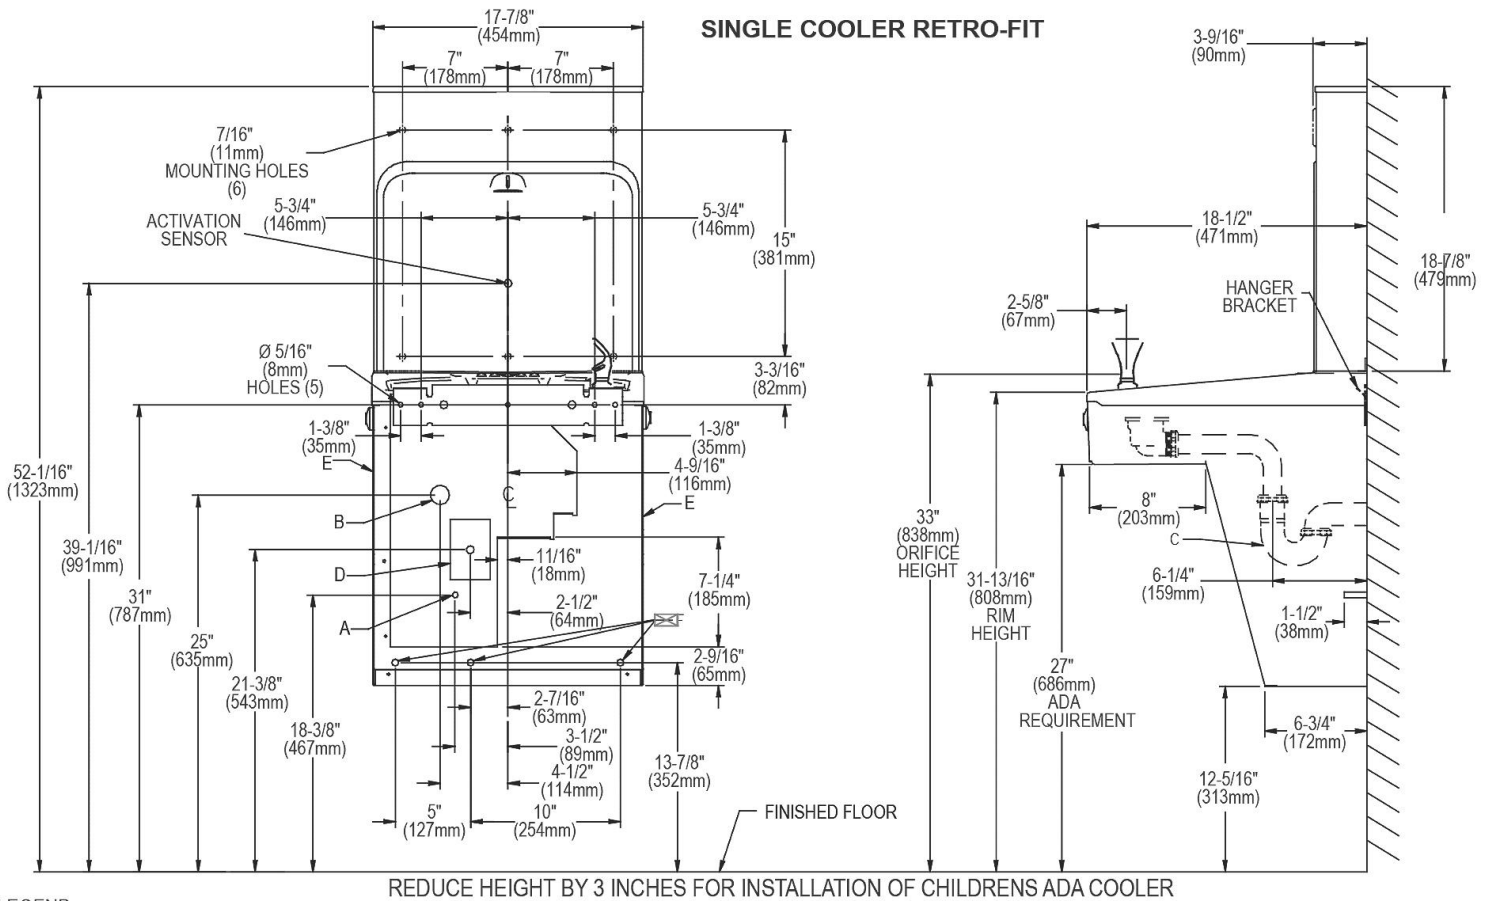 SINGLE COOLER RETRO-FIT
17-7/8"
(454mm)
7"
(178mm)
7"
(178mm)
3-9/16"
(90mm)
7/16"
(11mm)
MOUNTING HOLES
(6)
5-3/4"
(146mm)
ACTIVATION
SENSOR
5-3/4"
(146mm)
15"
(381mm)
18-1/2"
(471mm)
18-7/8"
(479mm)
HANGER
BRACKET
2-5/8"
(67mm)
Ø 5/16"
(8mm)
HOLES (5)
3-3/16"
(82mm)
1-3/8"
(35mm)
1-3/8"
(35mm)
E
4-9/16"
(116mm)
52-1/16"
(1323mm)
B
E
8"
(203mm)
33"
(838mm)
ORIFICE
HEIGHT
C
39-1/16"
(991mm)
D
11/16"
(18mm)
7-1/4"
(185mm)
31-13/16"
(808mm)
RIM
HEIGHT
6-1/4"
(159mm)
31"
(787mm)
A
2-1/2"
(64mm)
1-1/2"
(38mm)
25"
(635mm)
2-9/16"
(65mm)
27"
(686mm)
ADA
REQUIREMENT
21-3/8"
(543mm)
2-7/16"
(63mm)
18-3/8"
(467mm)
3-1/2"
(89mm)
6-3/4"
(172mm)
4-1/2"
(114mm)
13-7/8"
(352mm)
12-5/16"
(313mm)
5"
(127mm)
10"
(254mm)
FINISHED FLOOR
REDUCE HEIGHT BY 3 INCHES FOR INSTALLATION OF CHILDRENS ADA COOLER